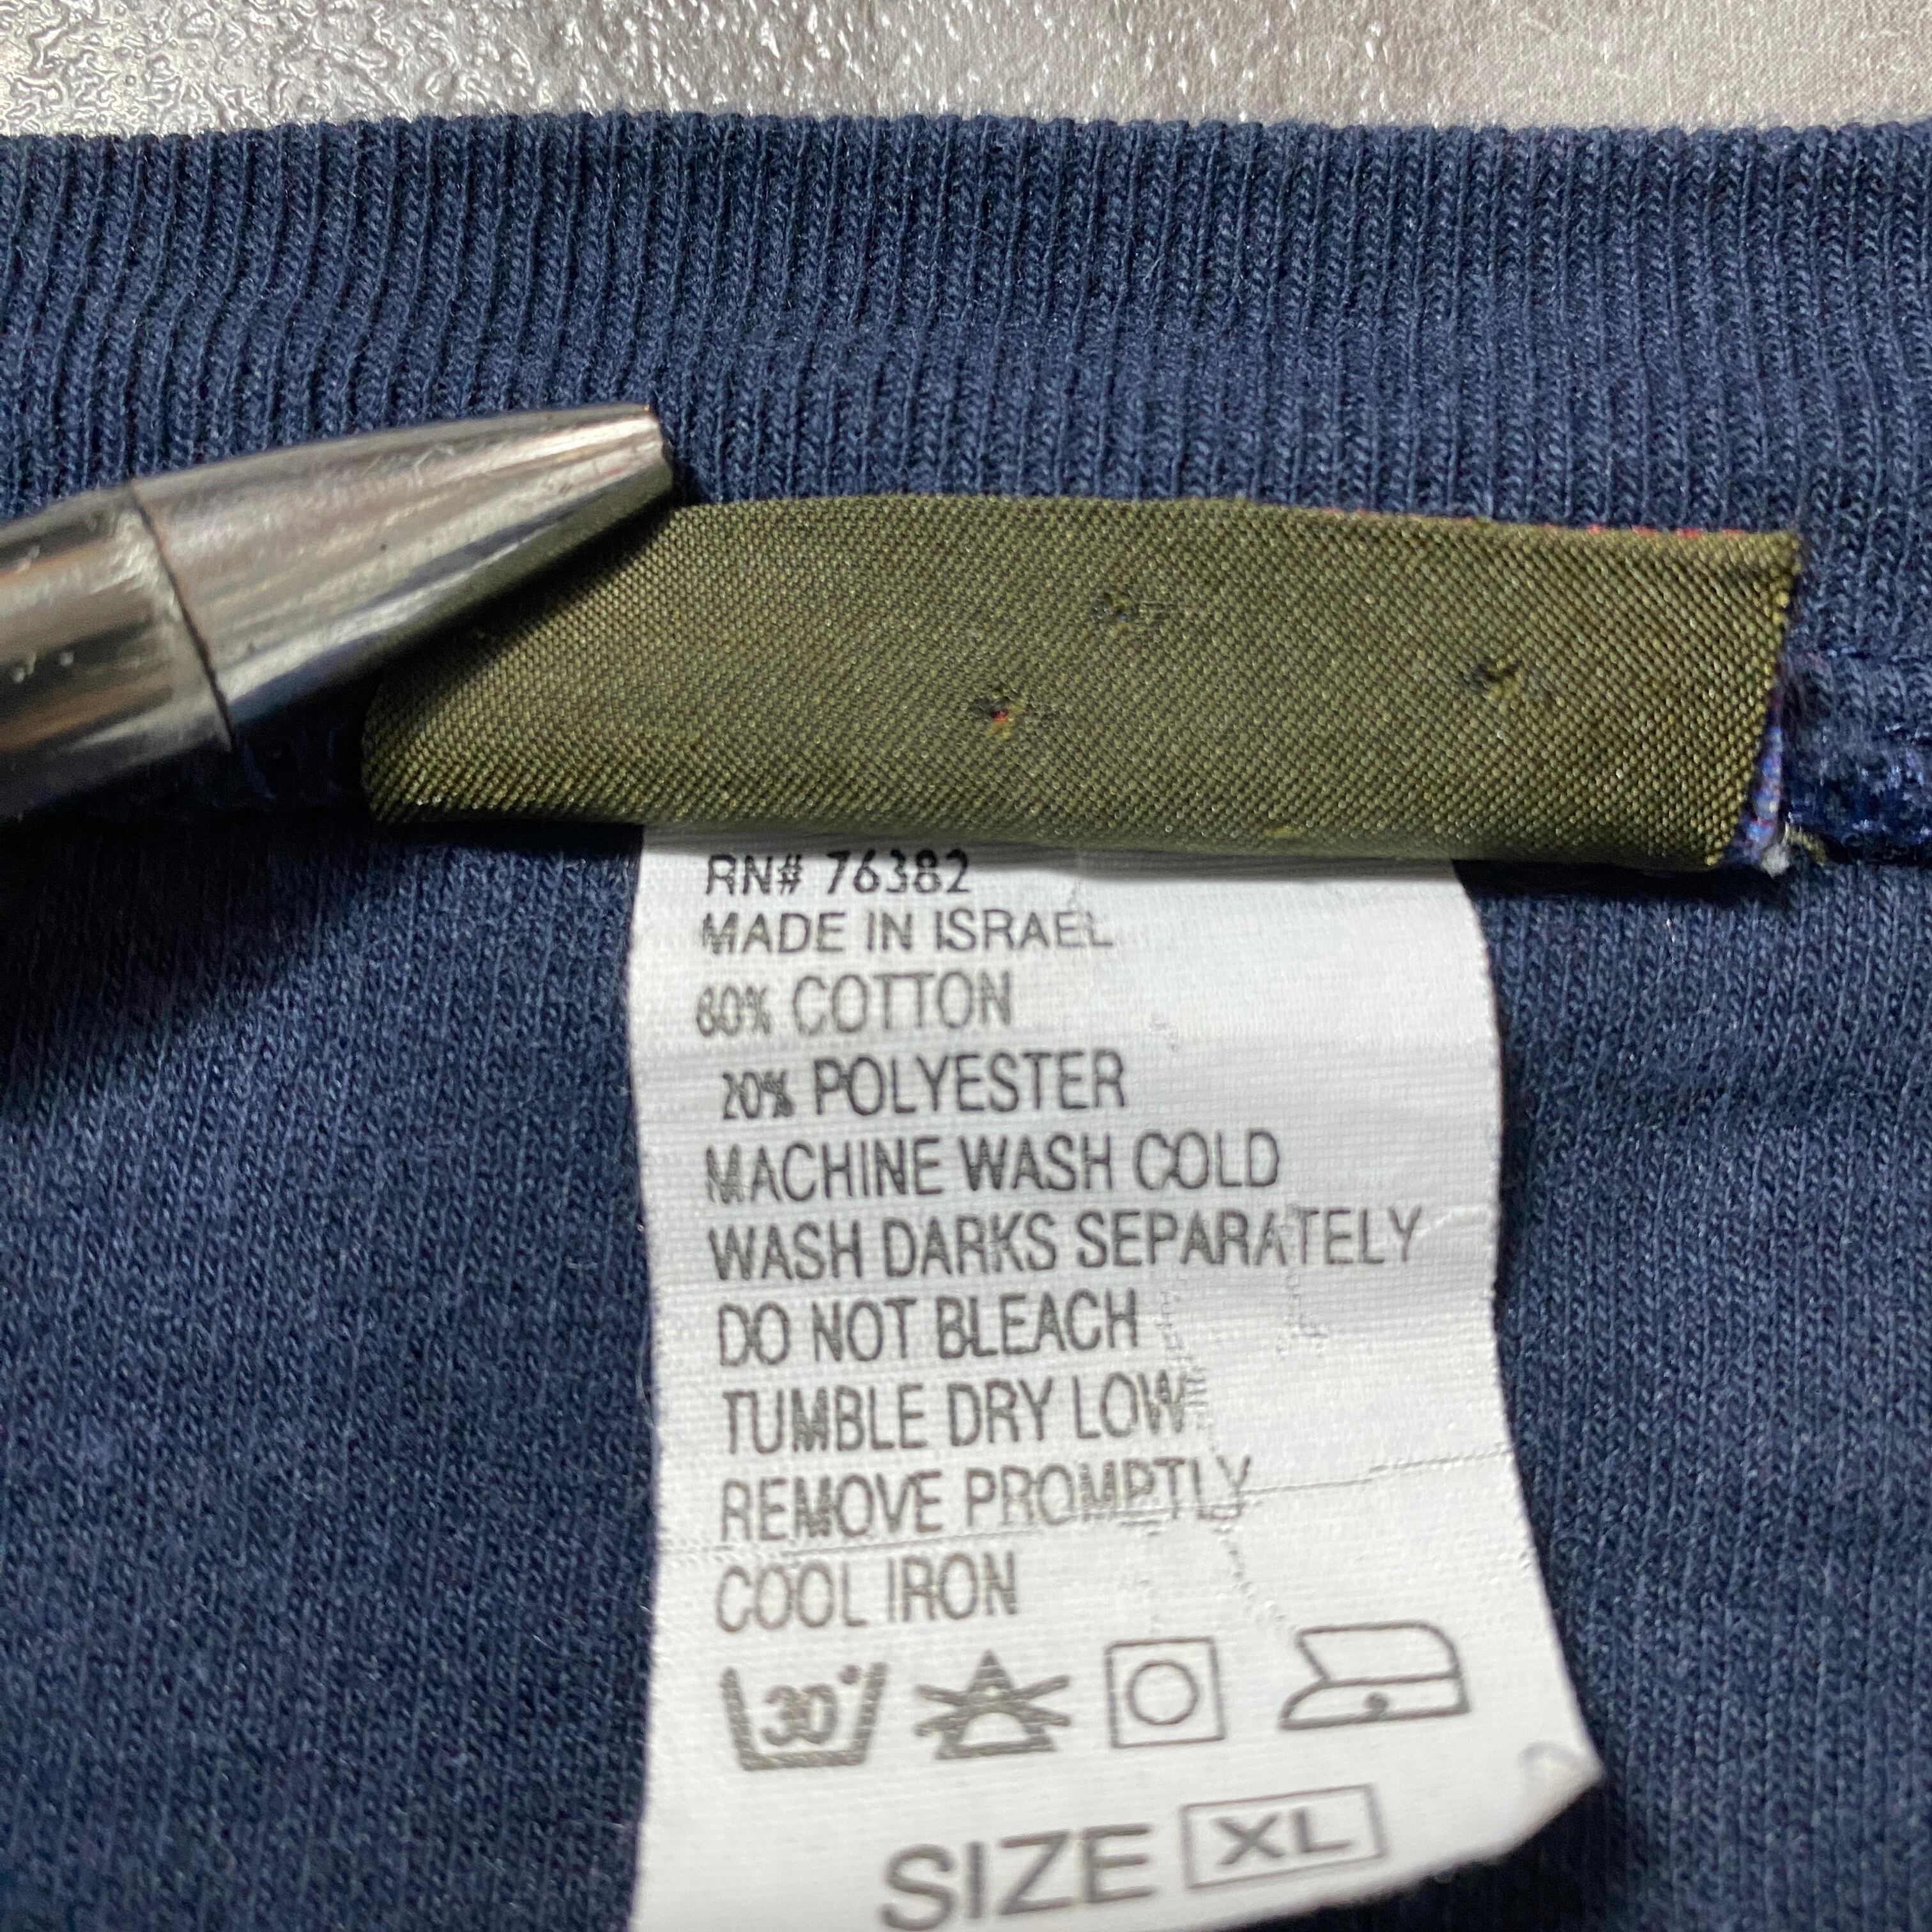 RN# 76382
MADE IN ISRAEL
80% COTTON
20% POLYESTER
MACHINE WASH COLD
WASH DARKS SEPARATELY
DO NOT BLEACH
TUMBLE DRY LOW
REMOVE PROMPTLY
COOL IRON
30°
SIZE XL